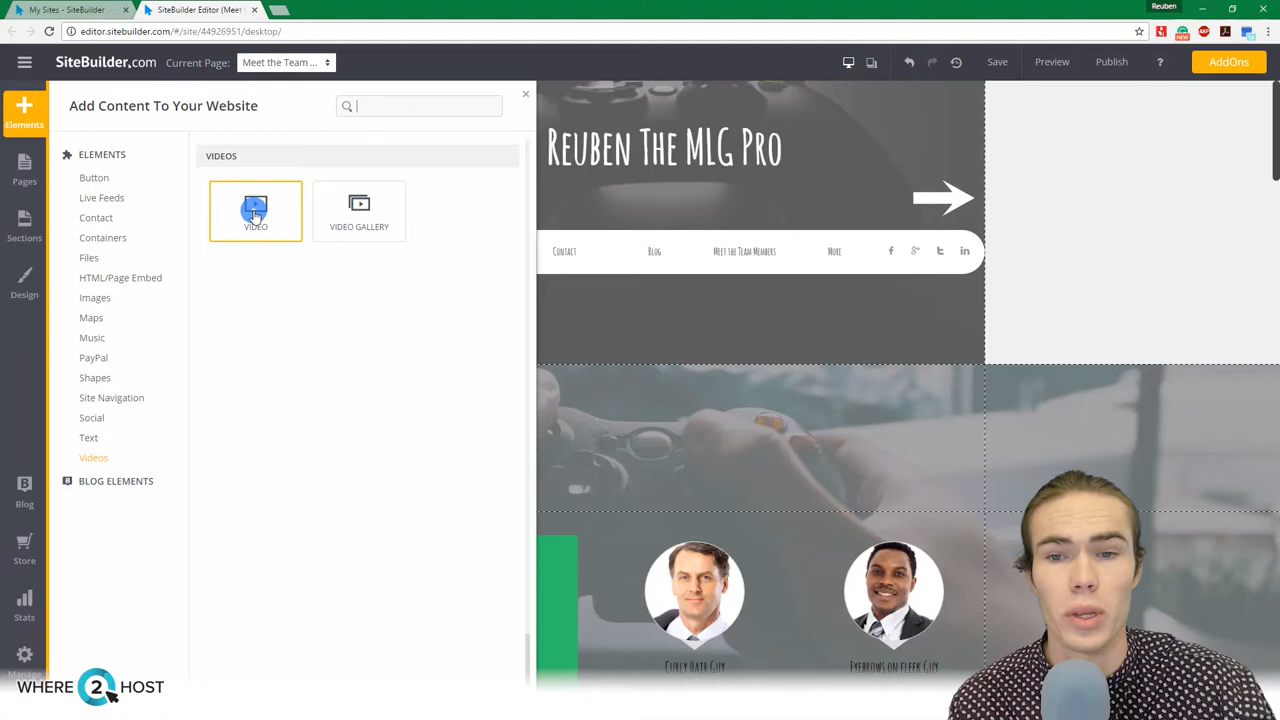 My Sites - SiteBuilder
SiteBuilder Editor (Meet
Reuben
editor.sitebuilder.com/#/site/44926951/desktop/
NEW
ABP
SiteBuilder.com
Current Page:
Meet the Team ...
Save
Preview
Publish
?
AddOns
Elements
Pages
Sections
Design
Blog
Store
Stats
Manage
Add Content To Your Website
ELEMENTS
Button
Live Feeds
Contact
Containers
Files
HTML/Page Embed
Images
Maps
Music
PayPal
Shapes
Site Navigation
Social
Text
Videos
BLOG ELEMENTS
VIDEOS
VIDEO
VIDEO GALLERY
REUBEN THE MLG PRO
CONTACT
BLOG
MEET THE TEAM MEMBERS
MORE
CURLY HAIR GUY
EYEBROWS ON FLEEK GUY
WHERE 2 HOST